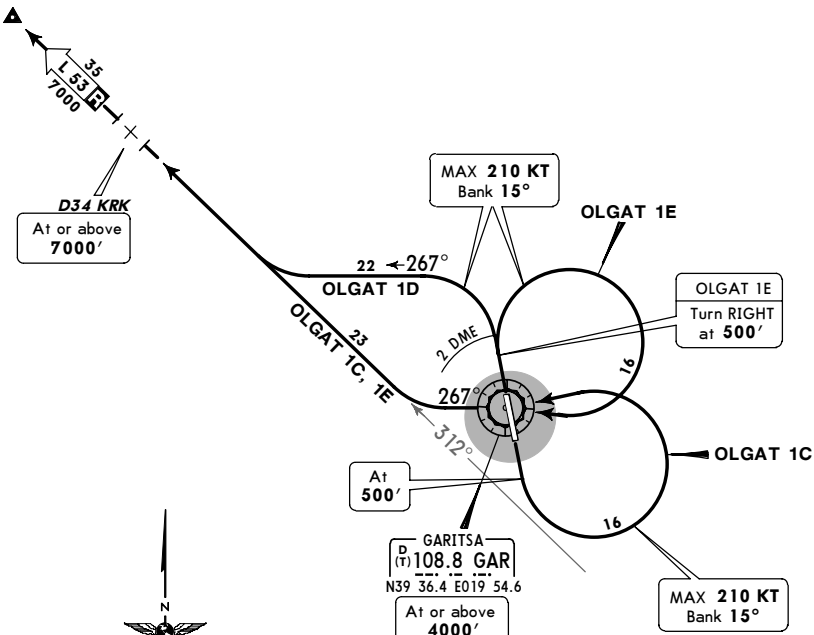 35
L 53 R
7000
D34 KRK
At or above
7000′
MAX 210 KT
Bank 15°
OLGAT 1E
22 267°
OLGAT 1D
OLGAT 1E
Turn RIGHT
at 500′
2 DME
23
OLGAT 1C, 1E
16
267°
312°
OLGAT 1C
At
500′
16
GARITSA
D
(T) 108.8 GAR
N39 36.4 E019 54.6
At or above
4000′
MAX 210 KT
Bank 15°
N